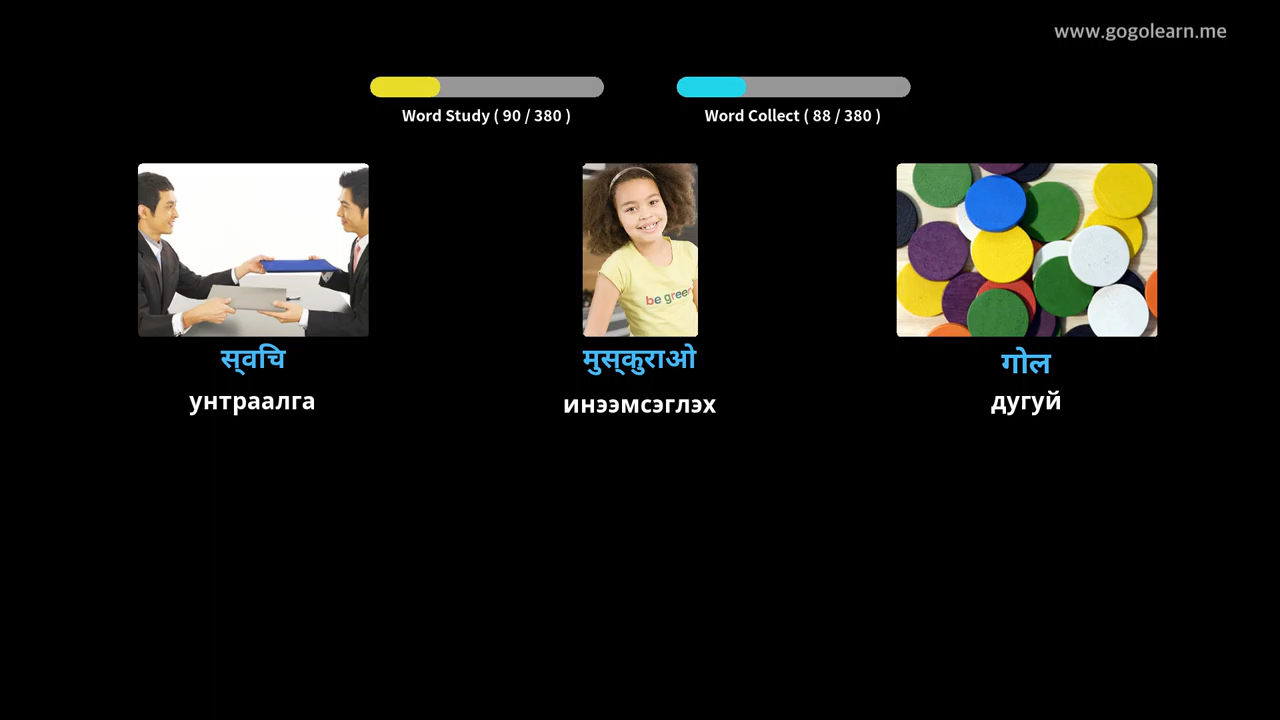 www.gogolearn.me
Word Study ( 90 / 380 )
Word Collect ( 88 / 380 )
be green
स्वचि
मुस्कुराओ
गोल
унтраалга
инээмсэглэх
дугуй